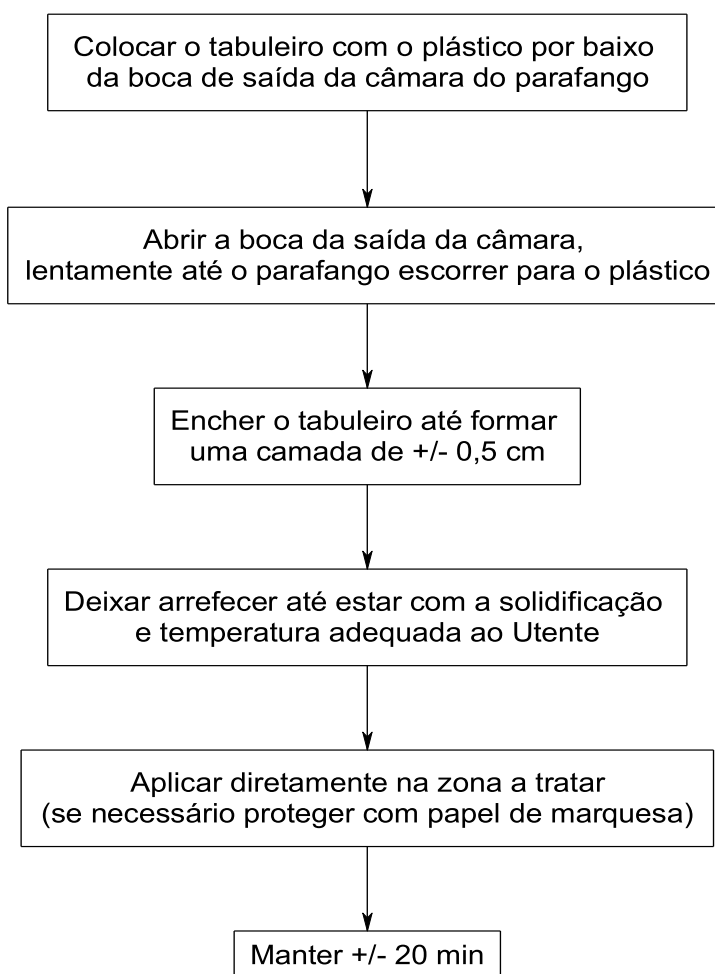 Colocar o tabuleiro com o plástico por baixo
da boca de saída da câmara do parafango
Abrir a boca da saída da câmara,
lentamente até o parafango escorrer para o plástico
Encher o tabuleiro até formar
uma camada de +/- 0,5 cm
Deixar arrefecer até estar com a solidificação
e temperatura adequada ao Utente
Aplicar diretamente na zona a tratar
(se necessário proteger com papel de marquesa)
Manter +/- 20 min